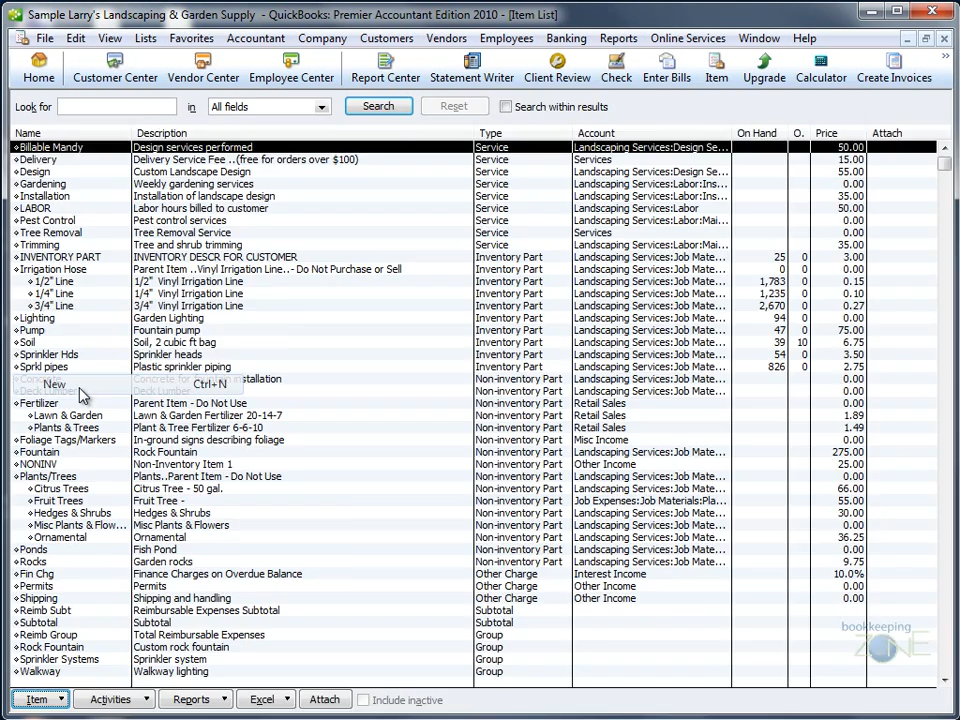 Sample Larry's Landscaping & Garden Supply - QuickBooks: Premier Accountant Edition 2010 - [Item List]
File Edit View Lists Favorites Accountant Company Customers Vendors Employees Banking Reports Online Services Window Help
Home Customer Center Vendor Center Employee Center Report Center Statement Writer Client Review Check Enter Bills Item Upgrade Calculator Create Invoices
Look for in All fields Search Reset Search within results
Name Description Type Account On Hand O. Price Attach
Billable Mandy Design services performed Service Landscaping Services:Design Se... 50.00
Delivery Delivery Service Fee ..(free for orders over $100) Service Services 15.00
Design Custom Landscape Design Service Landscaping Services:Design Se... 55.00
Gardening Weekly gardening services Service Landscaping Services:Labor:Ins... 0.00
Installation Installation of landscape design Service Landscaping Services:Labor:Ins... 35.00
LABOR Labor hours billed to customer Service Landscaping Services:Labor 50.00
Pest Control Pest control services Service Landscaping Services:Labor:Mai... 0.00
Tree Removal Tree Removal Service Service Services 0.00
Trimming Tree and shrub trimming Service Landscaping Services:Labor:Mai... 35.00
INVENTORY PART INVENTORY DESCR FOR CUSTOMER Inventory Part Landscaping Services:Job Mate... 25 0 3.00
Irrigation Hose Parent Item ..Vinyl Irrigation Line..- Do Not Purchase or Sell Inventory Part Landscaping Services:Job Mate... 0 0 0.00
1/2" Line 1/2" Vinyl Irrigation Line Inventory Part Landscaping Services:Job Mate... 1,783 0 0.15
1/4" Line 1/4" Vinyl Irrigation Line Inventory Part Landscaping Services:Job Mate... 1,235 0 0.10
3/4" Line 3/4" Vinyl Irrigation Line Inventory Part Landscaping Services:Job Mate... 2,670 0 0.27
Lighting Garden Lighting Inventory Part Landscaping Services:Job Mate... 94 0 0.00
Pump Fountain pump Inventory Part Landscaping Services:Job Mate... 47 0 75.00
Soil Soil, 2 cubic ft bag Inventory Part Landscaping Services:Job Mate... 39 10 6.75
Sprinkler Hds Sprinkler heads Inventory Part Landscaping Services:Job Mate... 54 0 3.50
Sprkl pipes Plastic sprinkler piping Inventory Part Landscaping Services:Job Mate... 826 0 2.75
Concrete Concrete for fountain installation Non-inventory Part Landscaping Services:Job Mate... 0.00
New Ctrl+N
Deck Lumber Deck Lumber Non-inventory Part Landscaping Services:Job Mate... 0.00
Fertilizer Parent Item - Do Not Use Non-inventory Part Retail Sales 0.00
Lawn & Garden Lawn & Garden Fertilizer 20-14-7 Non-inventory Part Retail Sales 1.89
Plants & Trees Plant & Tree Fertilizer 6-6-10 Non-inventory Part Retail Sales 1.49
Foliage Tags/Markers In-ground signs describing foliage Non-inventory Part Misc Income 0.00
Fountain Rock Fountain Non-inventory Part Landscaping Services:Job Mate... 275.00
NONINV Non-Inventory Item 1 Non-inventory Part Other Income 25.00
Plants/Trees Plants..Parent Item - Do Not Use Non-inventory Part Landscaping Services:Job Mate... 0.00
Citrus Trees Citrus Tree - 50 gal. Non-inventory Part Landscaping Services:Job Mate... 66.00
Fruit Trees Fruit Tree - Non-inventory Part Job Expenses:Job Materials:Pla... 55.00
Hedges & Shrubs Hedges & Shrubs Non-inventory Part Landscaping Services:Job Mate... 30.00
Misc Plants & Flow... Misc Plants & Flowers Non-inventory Part Landscaping Services:Job Mate... 0.00
Ornamental Ornamental Non-inventory Part Landscaping Services:Job Mate... 36.25
Ponds Fish Pond Non-inventory Part Landscaping Services:Job Mate... 0.00
Rocks Garden rocks Non-inventory Part Landscaping Services:Job Mate... 9.75
Fin Chg Finance Charges on Overdue Balance Other Charge Interest Income 10.0%
Permits Permits Other Charge Other Income 0.00
Shipping Shipping and handling Other Charge Other Income 0.00
Reimb Subt Reimbursable Expenses Subtotal Subtotal
Subtotal Subtotal Subtotal
Reimb Group Total Reimbursable Expenses Group
Rock Fountain Custom rock fountain Group
Sprinkler Systems Sprinkler system Group
Walkway Walkway lighting Group
bookkeeping
ZONE
Item Activities Reports Excel Attach Include inactive